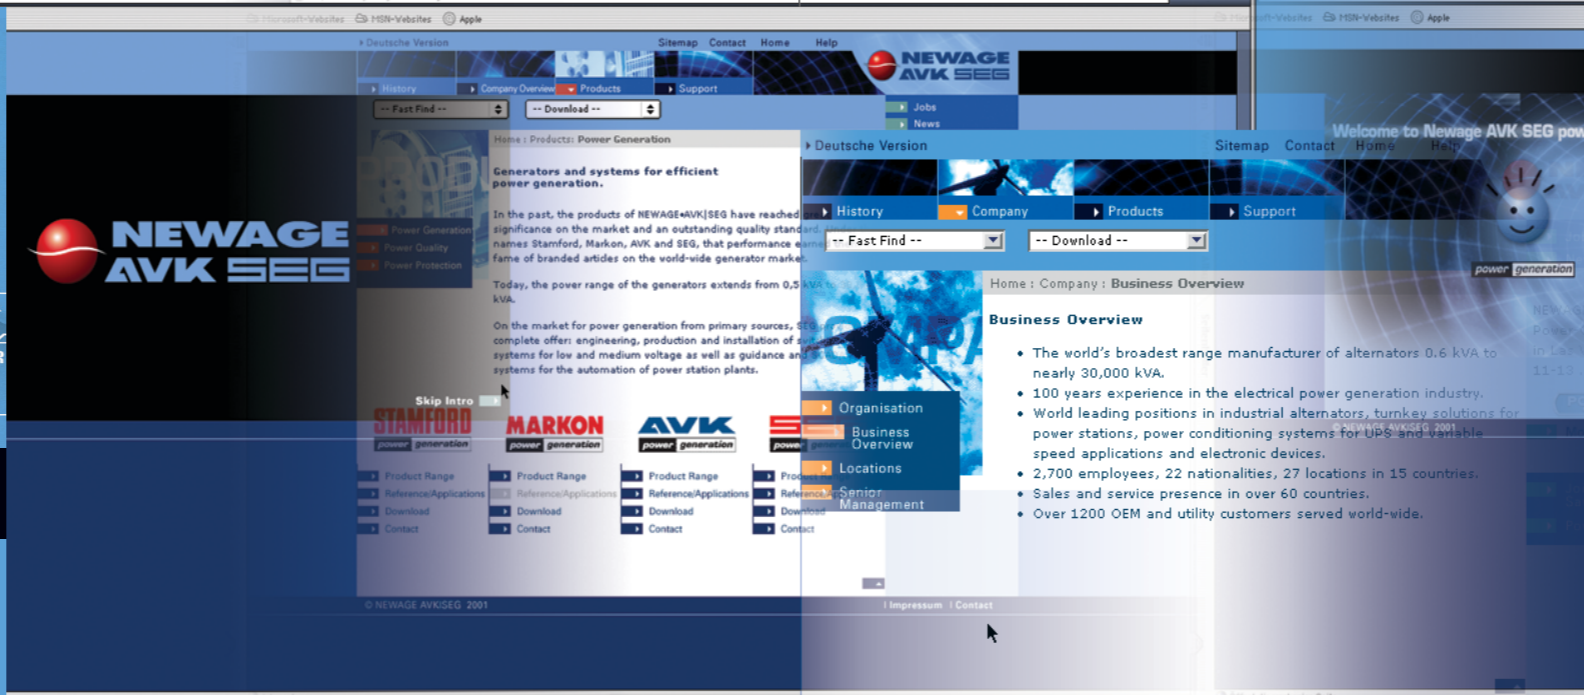 Microsoft-Websites MSN-Websites Apple
MSN-Websites Apple
Deutsche Version
Sitemap Contact Home Help
NEWAGE
AVK SEG
History Company Overview Products Support
-- Fast Find -- -- Download --
Jobs
News
Home : Products: Power Generation
Generators and systems for efficient
power generation.
In the past, the products of NEWAGE•AVK|SEG have reached
significance on the market and an outstanding quality standard.
names Stamford, Markon, AVK and SEG, that performance earned
fame of branded articles on the world-wide generator market.
Today, the power range of the generators extends from 0,5 kVA to
kVA.
On the market for power generation from primary sources,
complete offer: engineering, production and installation of
systems for low and medium voltage as well as guidance and
systems for the automation of power station plants.
Power Generation
Power Quality
Power Protection
NEWAGE
AVK SEG
Skip Intro
STAMFORD
power generation
MARKON
power generation
AVK
power generation
Product Range Product Range Product Range
Reference/Applications Reference/Applications Reference/Applications
Download Download Download Download
Contact Contact Contact Contact
© NEWAGE AVK|SEG 2001
I Impressum I Contact
Deutsche Version
Sitemap Contact Home Help
History Company Products Support
-- Fast Find -- -- Download --
Home : Company : Business Overview
Business Overview
• The world's broadest range manufacturer of alternators 0.6 kVA to
nearly 30,000 kVA.
• 100 years experience in the electrical power generation industry.
• World leading positions in industrial alternators, turnkey solutions for
power stations, power conditioning systems for UPS and variable
speed applications and electronic devices.
• 2,700 employees, 22 nationalities, 27 locations in 15 countries.
• Sales and service presence in over 60 countries.
• Over 1200 OEM and utility customers served world-wide.
Organisation
Business
Overview
Locations
Senior
Management
Welcome to Newage AVK SEG
power generation
© NEWAGE AVK|SEG 2001
11-13